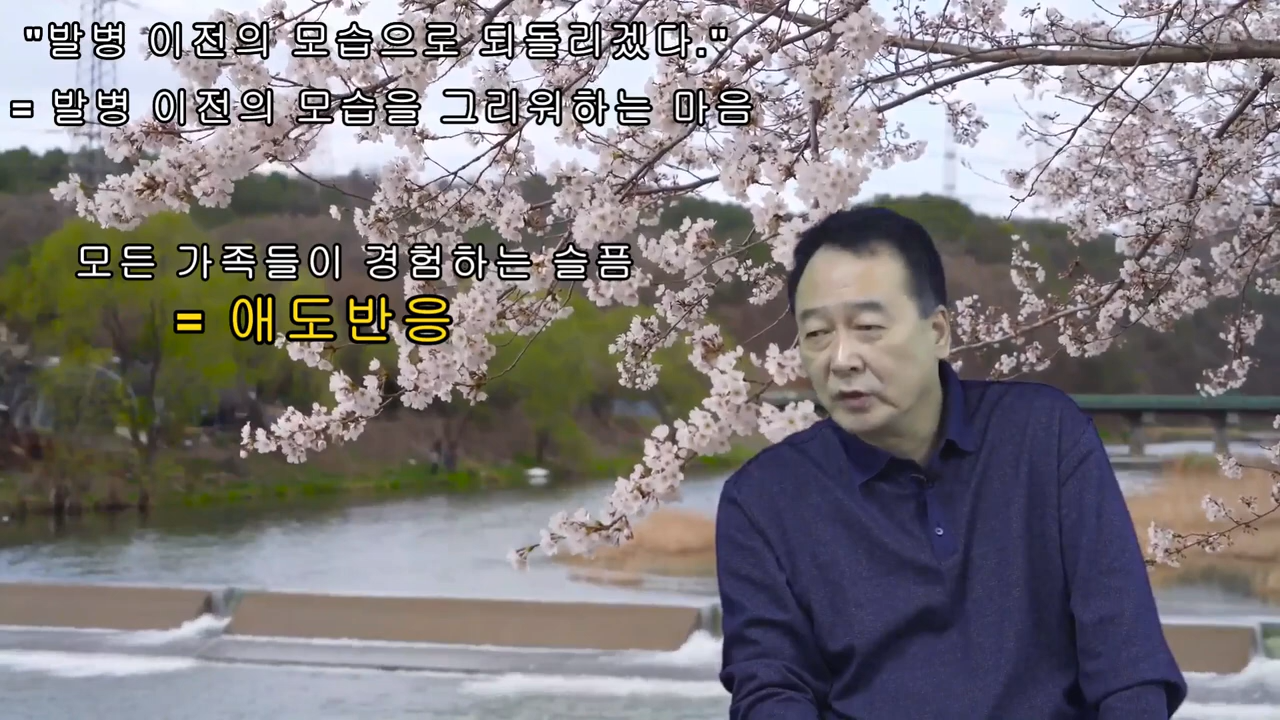 "발병 이전의 모습으로 되돌리겠다."
= 발병 이전의 모습을 그리워하는 마음
모든 가족들이 경험하는 슬픔
= 애도반응